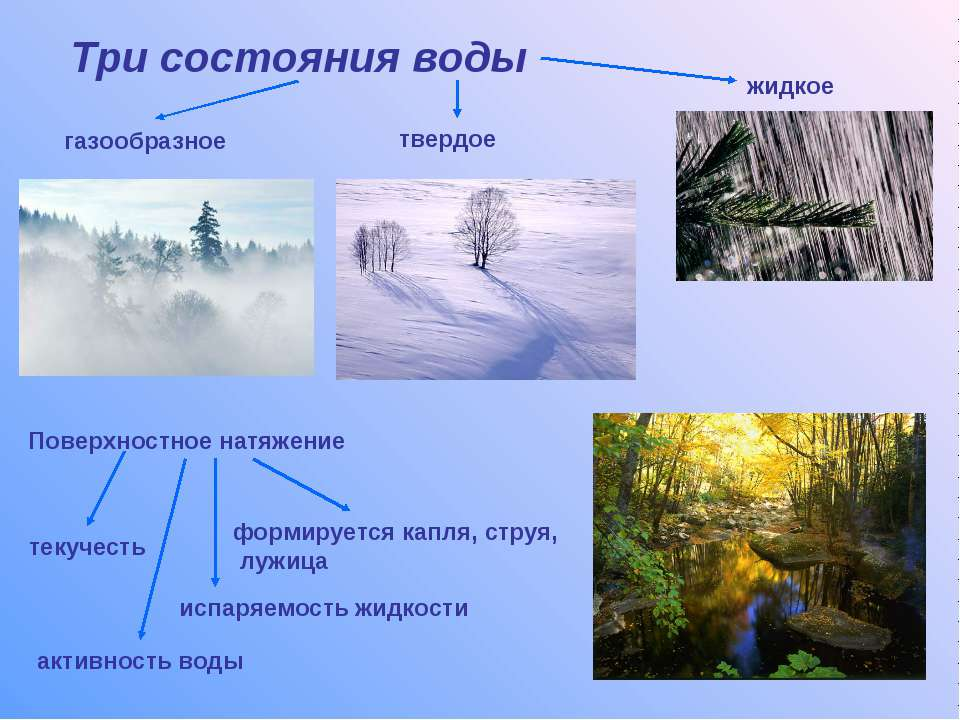 Три состояния воды
жидкое
газообразное
твердое
Поверхностное натяжение
формируется капля, струя,
лужица
текучесть
испаряемость жидкости
активность воды